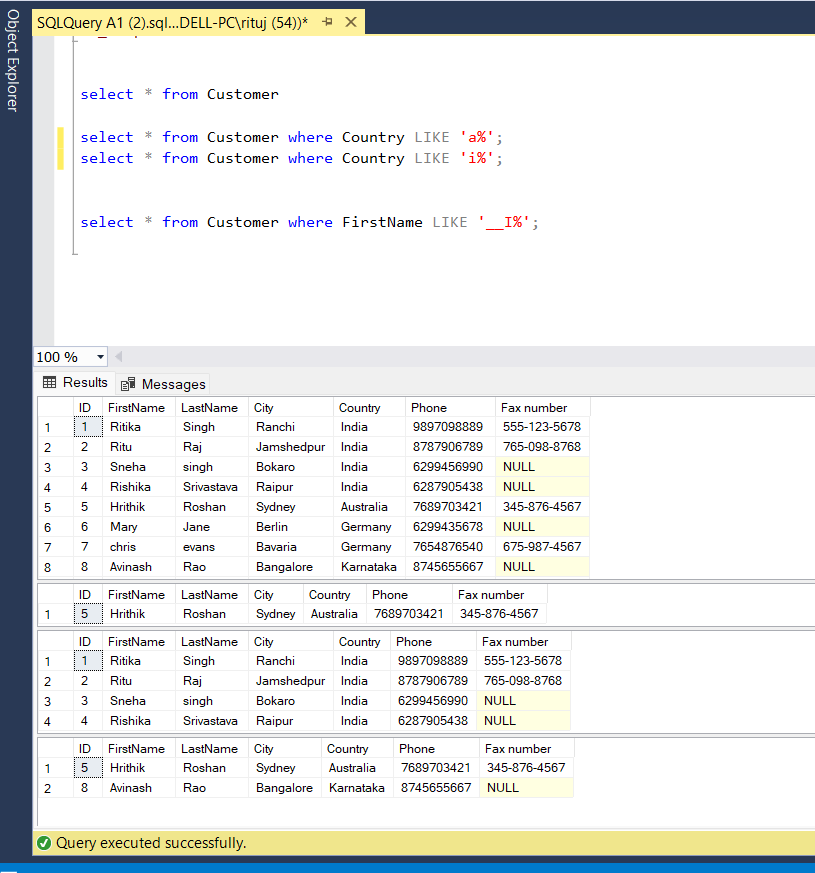 Object Explorer
SQLQuery A1 (2).sql...DELL-PC\rituj (54))*
select * from Customer
select * from Customer where Country LIKE 'a%';
select * from Customer where Country LIKE 'i%';
select * from Customer where FirstName LIKE '__I%';
100 %
Results Messages
ID FirstName LastName City Country Phone Fax number
1 1 Ritika Singh Ranchi India 9897098889 555-123-5678
2 2 Ritu Raj Jamshedpur India 8787906789 765-098-8768
3 3 Sneha singh Bokaro India 6299456990 NULL
4 4 Rishika Srivastava Raipur India 6287905438 NULL
5 5 Hrithik Roshan Sydney Australia 7689703421 345-876-4567
6 6 Mary Jane Berlin Germany 6299435678 NULL
7 7 chris evans Bavaria Germany 7654876540 675-987-4567
8 8 Avinash Rao Bangalore Karnataka 8745655667 NULL
ID FirstName LastName City Country Phone Fax number
1 5 Hrithik Roshan Sydney Australia 7689703421 345-876-4567
ID FirstName LastName City Country Phone Fax number
1 1 Ritika Singh Ranchi India 9897098889 555-123-5678
2 2 Ritu Raj Jamshedpur India 8787906789 765-098-8768
3 3 Sneha singh Bokaro India 6299456990 NULL
4 4 Rishika Srivastava Raipur India 6287905438 NULL
ID FirstName LastName City Country Phone Fax number
1 5 Hrithik Roshan Sydney Australia 7689703421 345-876-4567
2 8 Avinash Rao Bangalore Karnataka 8745655667 NULL
Query executed successfully.